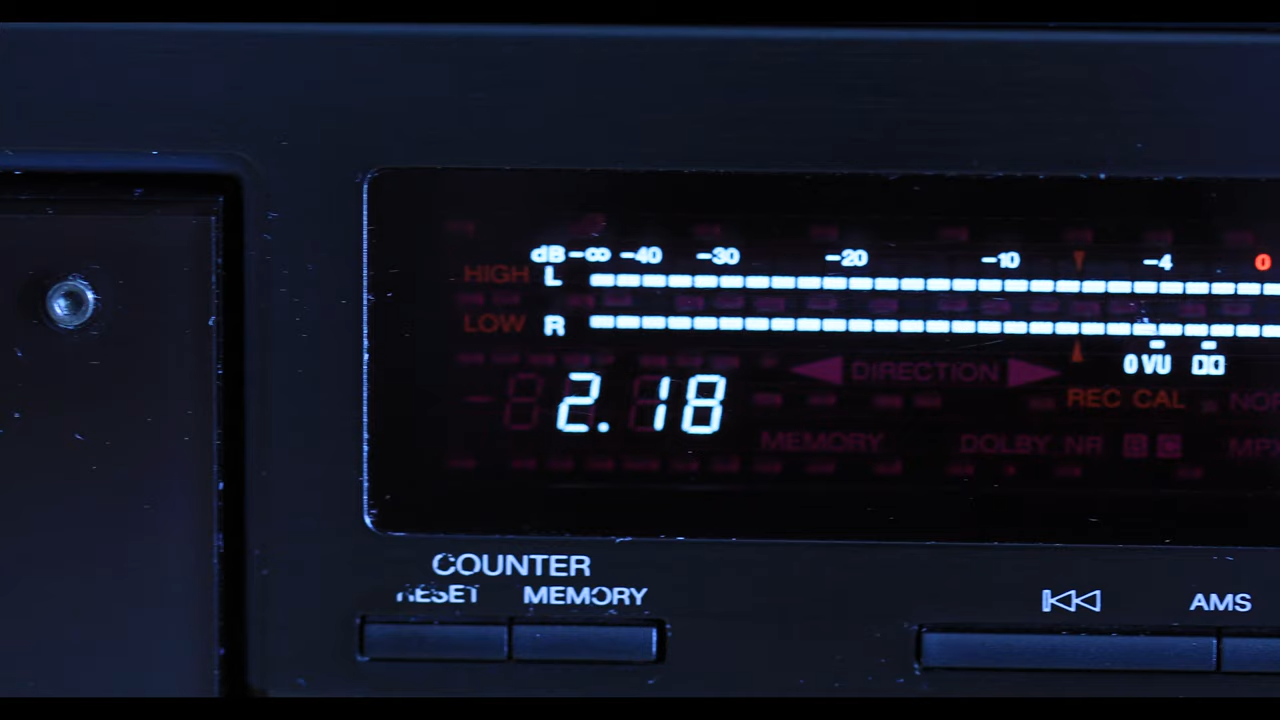 dB -∞ -40 -30 -20 -10 -4 0
HIGH L
LOW R
0 VU
2.18
DIRECTION
REC CAL
MEMORY
DOLBY NR B C
COUNTER
RESET MEMORY
AMS